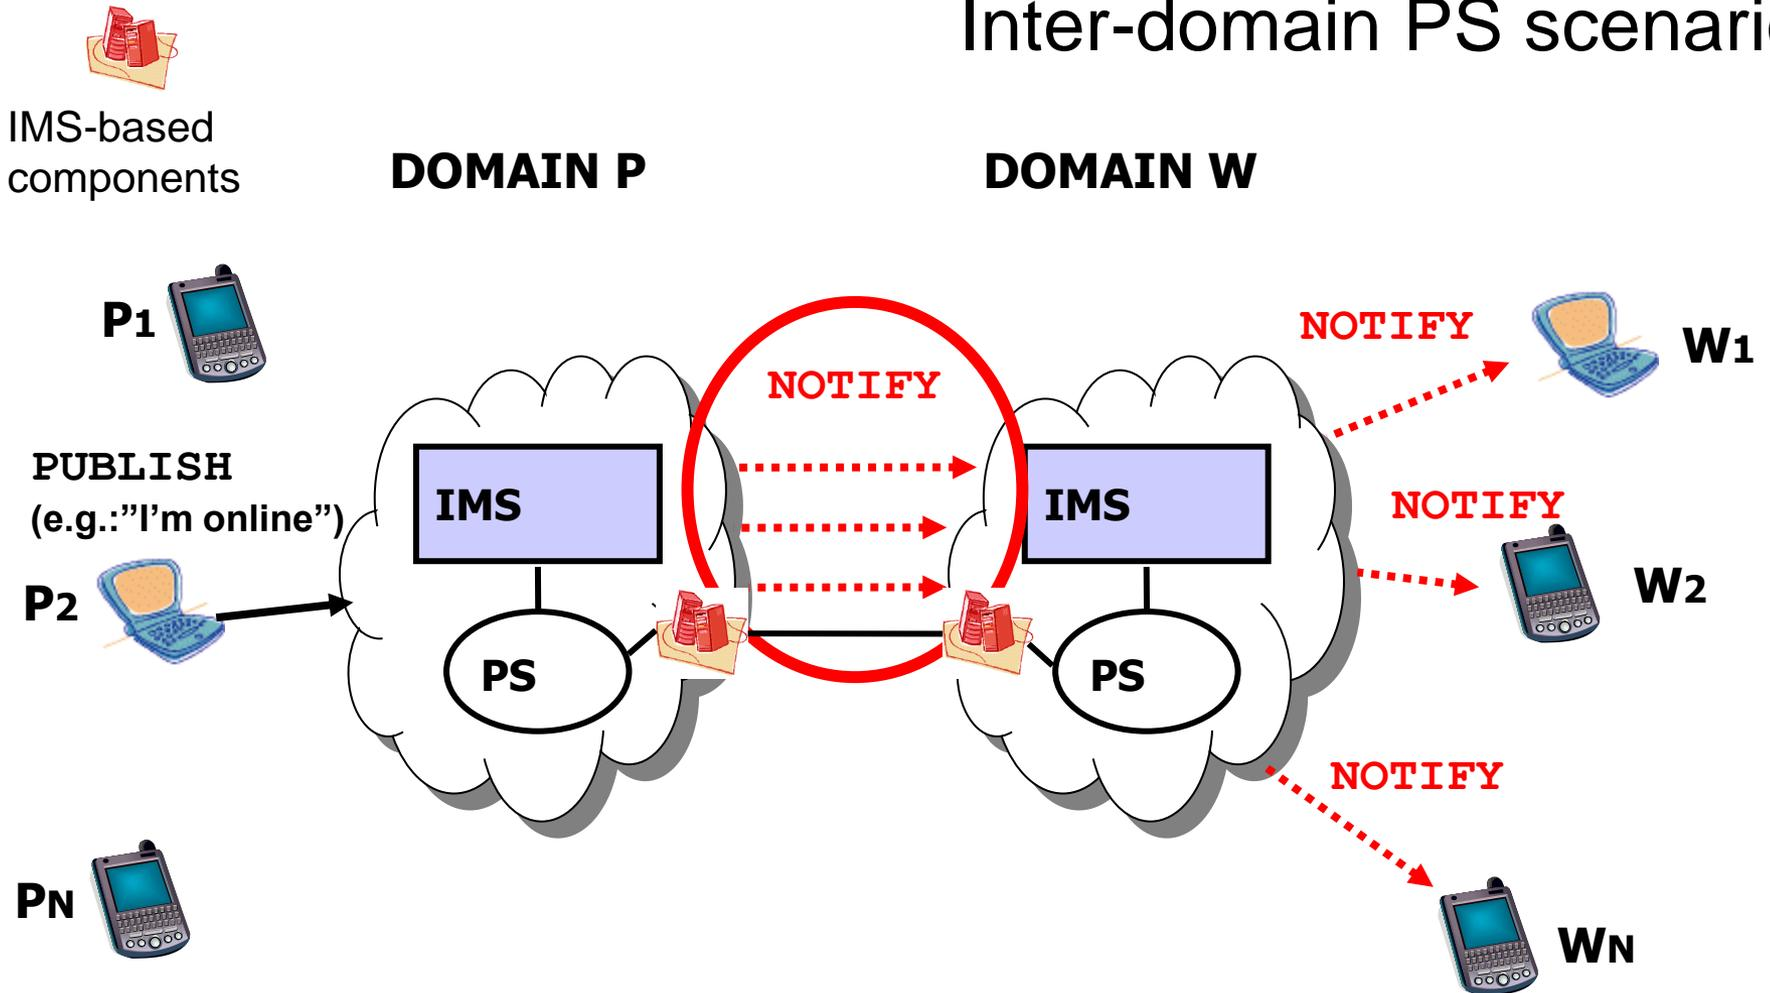 Inter-domain PS scenario
IMS-based
components
DOMAIN P
DOMAIN W
P1
NOTIFY
W1
NOTIFY
PUBLISH
(e.g.:”I’m online”)
IMS
IMS
NOTIFY
P2
W2
PS
PS
NOTIFY
PN
WN